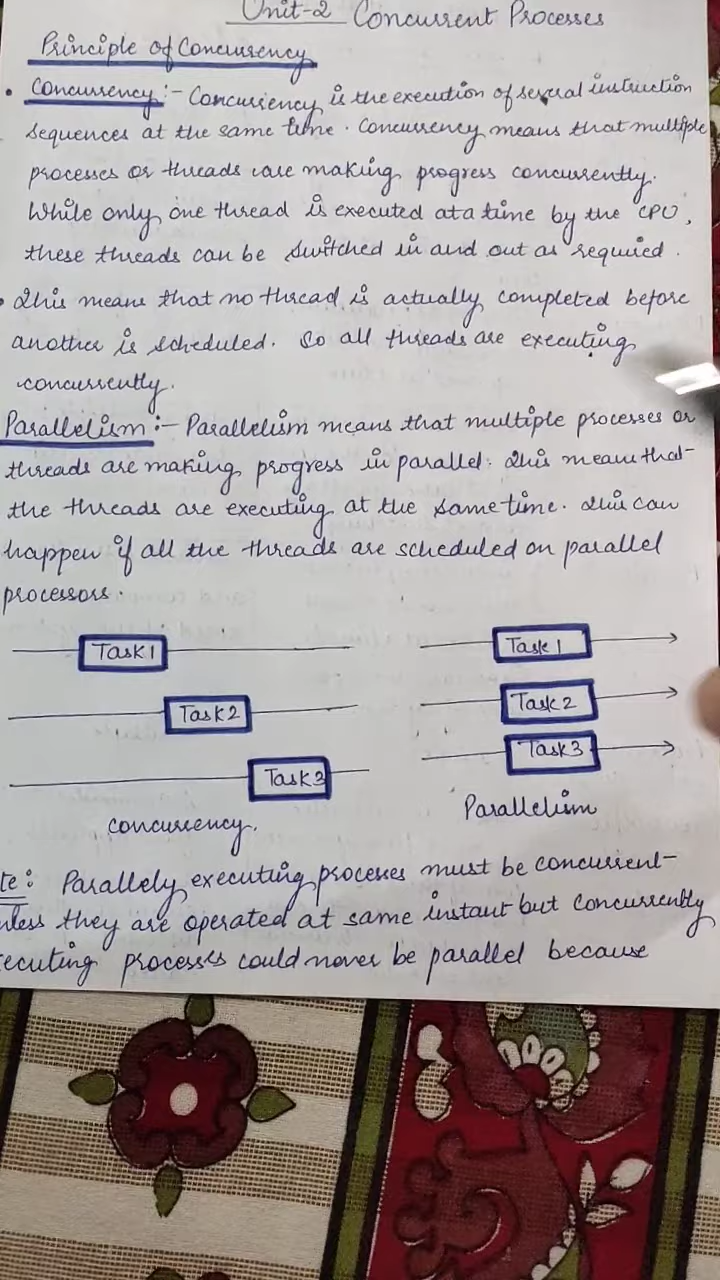 Unit-2 Concurrent Processes
Principle of Concurrency
• Concurrency :- Concurrency is the execution of several instruction
sequences at the same time. Concurrency means that multiple
processes or threads are making progress concurrently.
While only one thread is executed at a time by the CPU,
these threads can be switched in and out as required.
• This means that no thread is actually completed before
another is scheduled. So all threads are executing
concurrently.
Parallelism :- Parallelism means that multiple processes or
threads are making progress in parallel. This means that
the threads are executing at the same time. This can
happen if all the threads are scheduled on parallel
processors.
Task1
Task2
Task3
Concurrency.
Task1
Task2
Task3
Parallelism
te: Parallely executing processes must be concurrent
nless they are operated at same instant but concurrently
ecuting processes could never be parallel because